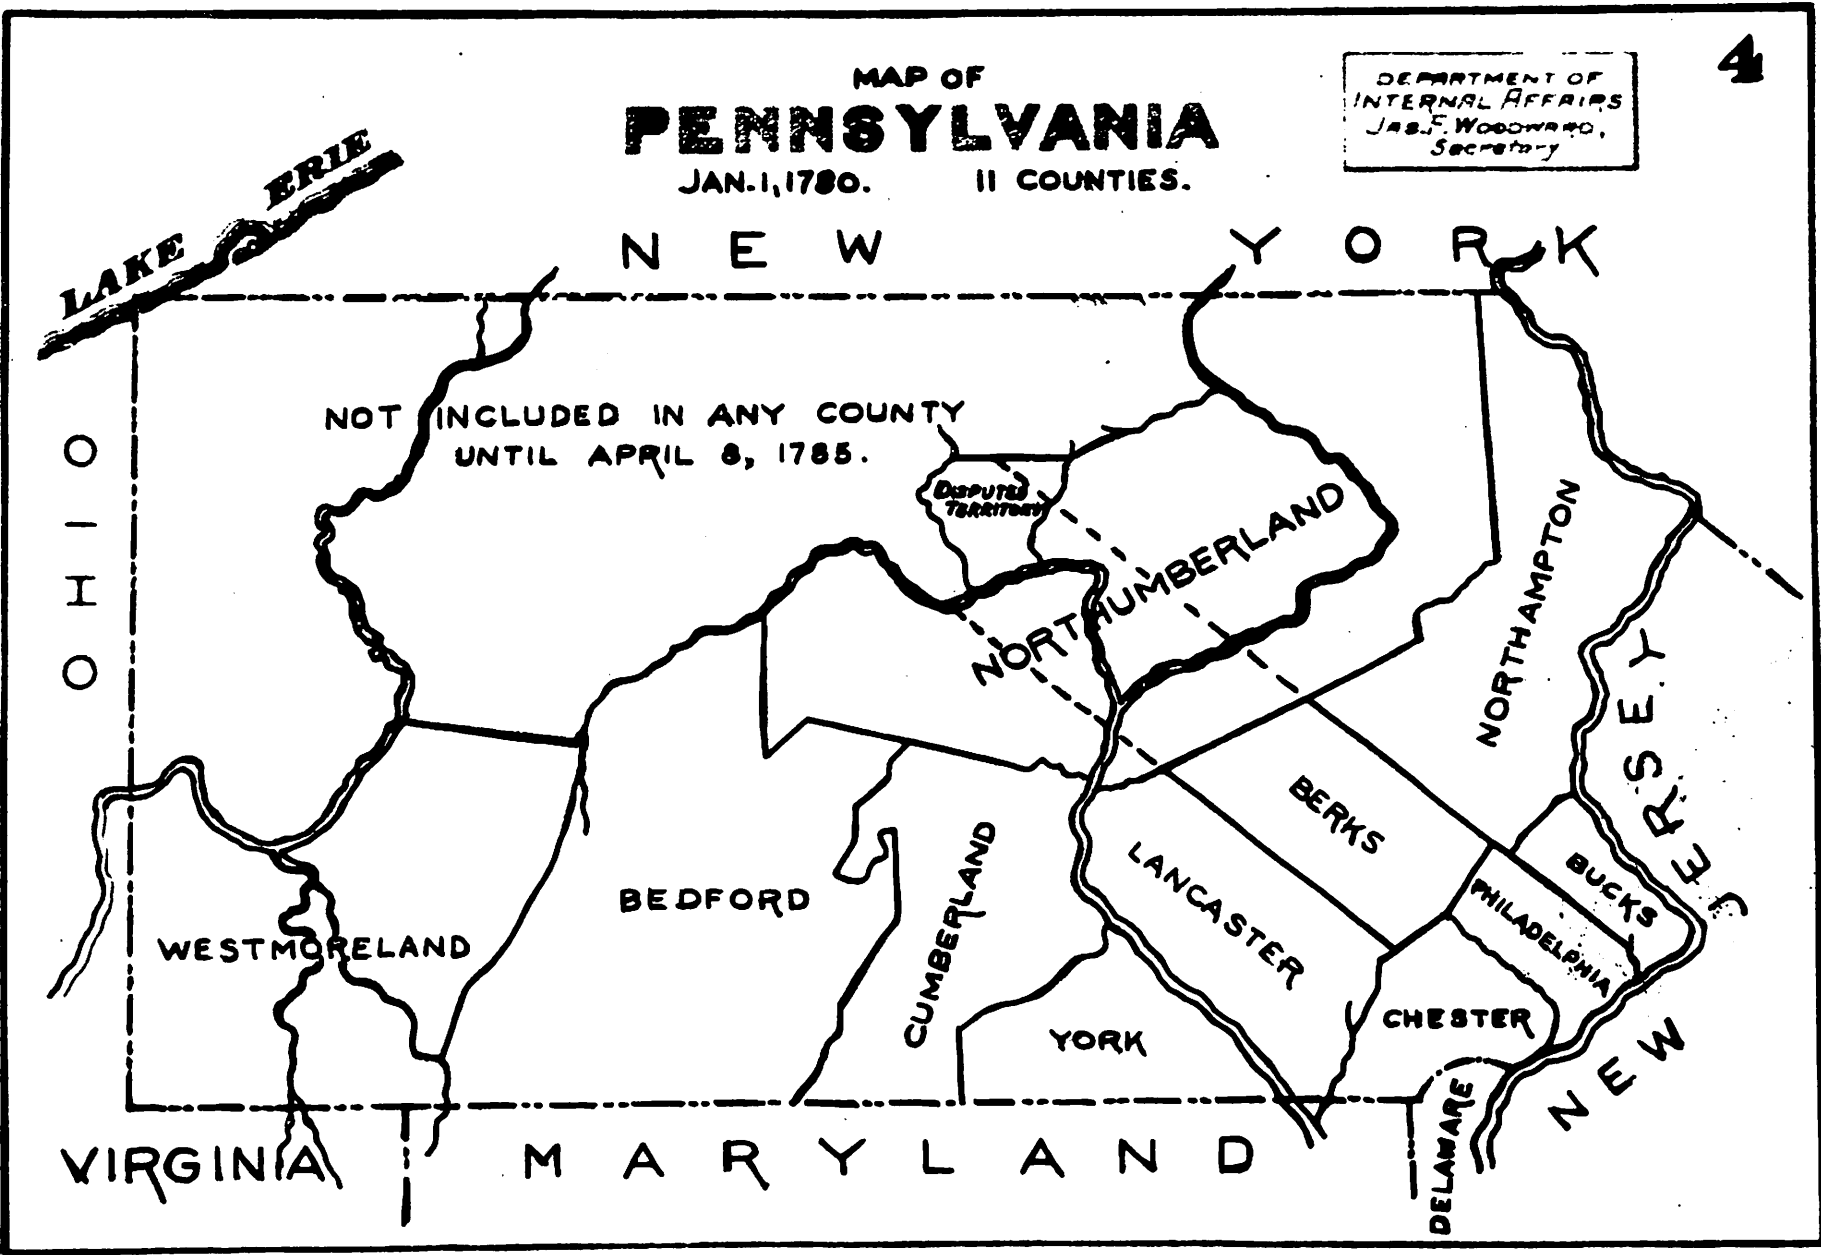 4
MAP OF
PENNSYLVANIA
JAN. 1, 1780. 11 COUNTIES.
DEPARTMENT OF
INTERNAL AFFAIRS
JAS. F. WOODWARD,
Secretary
LAKE ERIE
NEW YORK
NOT INCLUDED IN ANY COUNTY
UNTIL APRIL 8, 1785.
DISPUTED
TERRITORY
OHIO
NORTHUMBERLAND
NORTHAMPTON
NEW JERSEY
BERKS
LANCASTER
BUCKS
PHILADELPHIA
BEDFORD
CUMBERLAND
WESTMORELAND
YORK
CHESTER
DELAWARE
VIRGINIA
MARYLAND